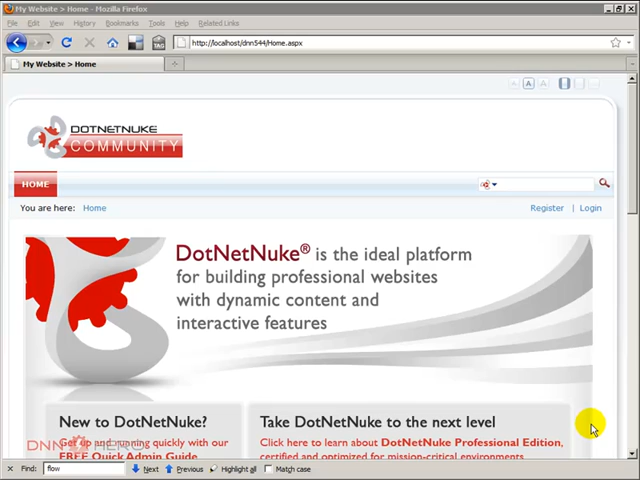 My Website > Home - Mozilla Firefox
File Edit View History Bookmarks Tools Help Related Links
TAG http://localhost/dnn544/Home.aspx
My Website > Home
A A A
DOTNETNUKE
COMMUNITY
HOME
You are here: Home Register | Login
DotNetNuke® is the ideal platform
for building professional websites
with dynamic content and
interactive features
New to DotNetNuke? Take DotNetNuke to the next level
Get up and running quickly with our Click here to learn about DotNetNuke Professional Edition,
FREE Quick Admin Guide certified and optimized for mission-critical environments
DNN HERO
Find: flow Next Previous Highlight all Match case